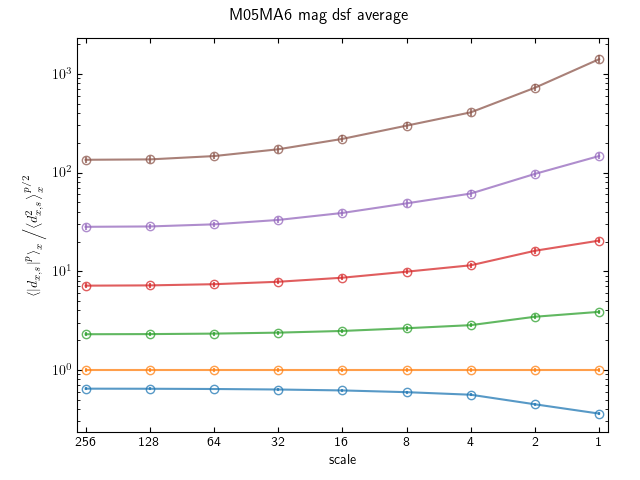 M05MA6 mag dsf average
10³
10²
10¹
10⁰
⟨|d_{x,s}|^p⟩_x / ⟨d²_{x,s}⟩_x^{p/2}
256 128 64 32 16 8 4 2 1
scale